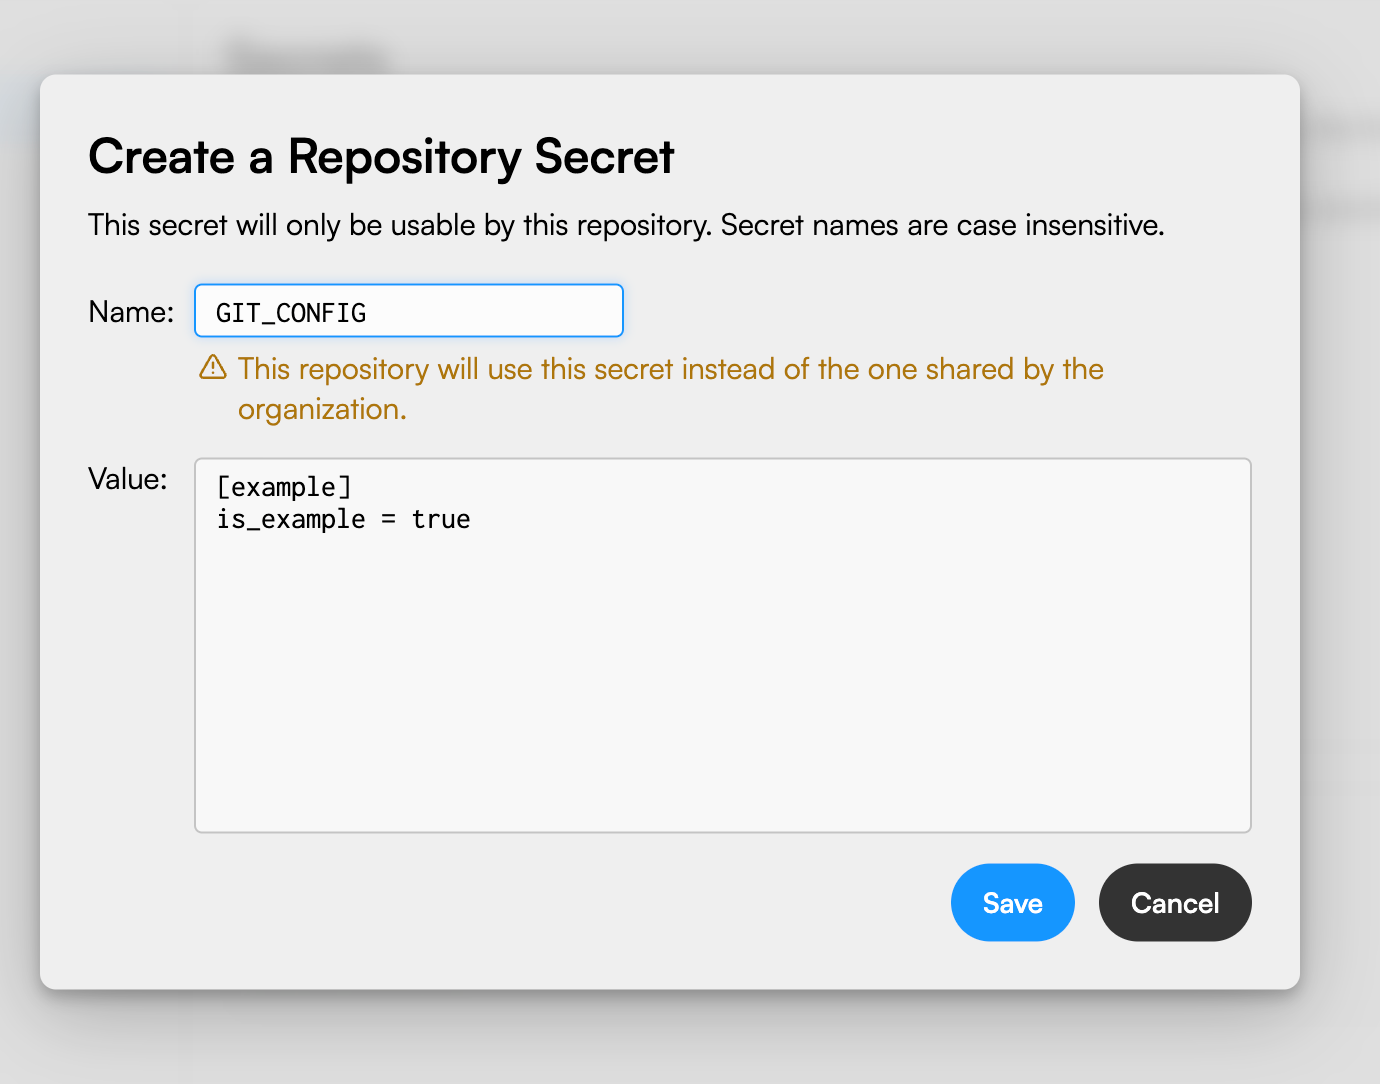 Create a Repository Secret
This secret will only be usable by this repository. Secret names are case insensitive.
Name: GIT_CONFIG
This repository will use this secret instead of the one shared by the
organization.
Value: [example]
is_example = true
Save Cancel